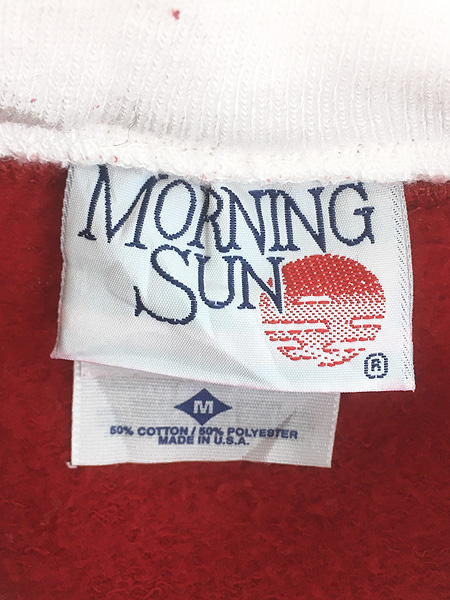 MORNING
SUN
®
M
50% COTTON / 50% POLYESTER
MADE IN U.S.A.